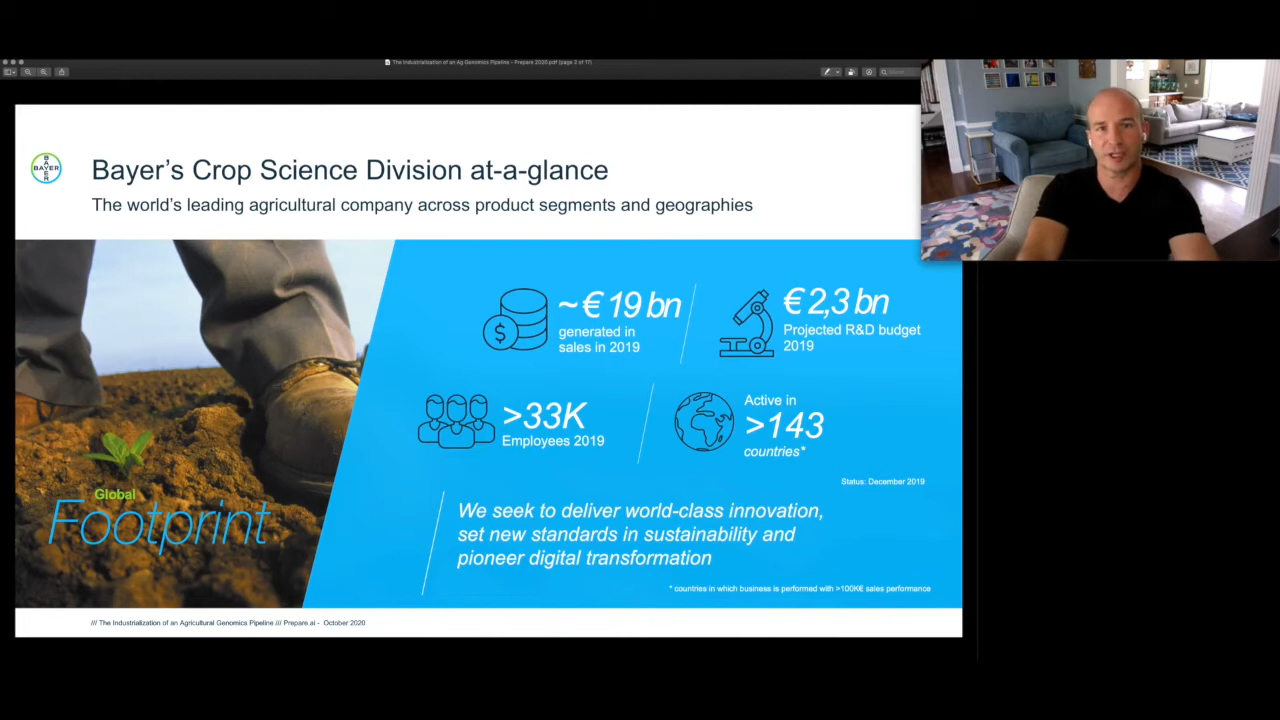 The Industrialization of an Ag Genomics Pipeline - Prepare 2020.pdf (page 2 of 17)
BAYER
BAYER
Bayer’s Crop Science Division at-a-glance
The world’s leading agricultural company across product segments and geographies
~ € 19 bn
generated in
sales in 2019
€ 2,3 bn
Projected R&D budget
2019
$
>33K
Employees 2019
Active in
>143
countries*
Status: December 2019
Global
Footprint
We seek to deliver world-class innovation,
set new standards in sustainability and
pioneer digital transformation
* countries in which business is performed with >100K€ sales performance
/// The Industrialization of an Agricultural Genomics Pipeline /// Prepare.ai - October 2020